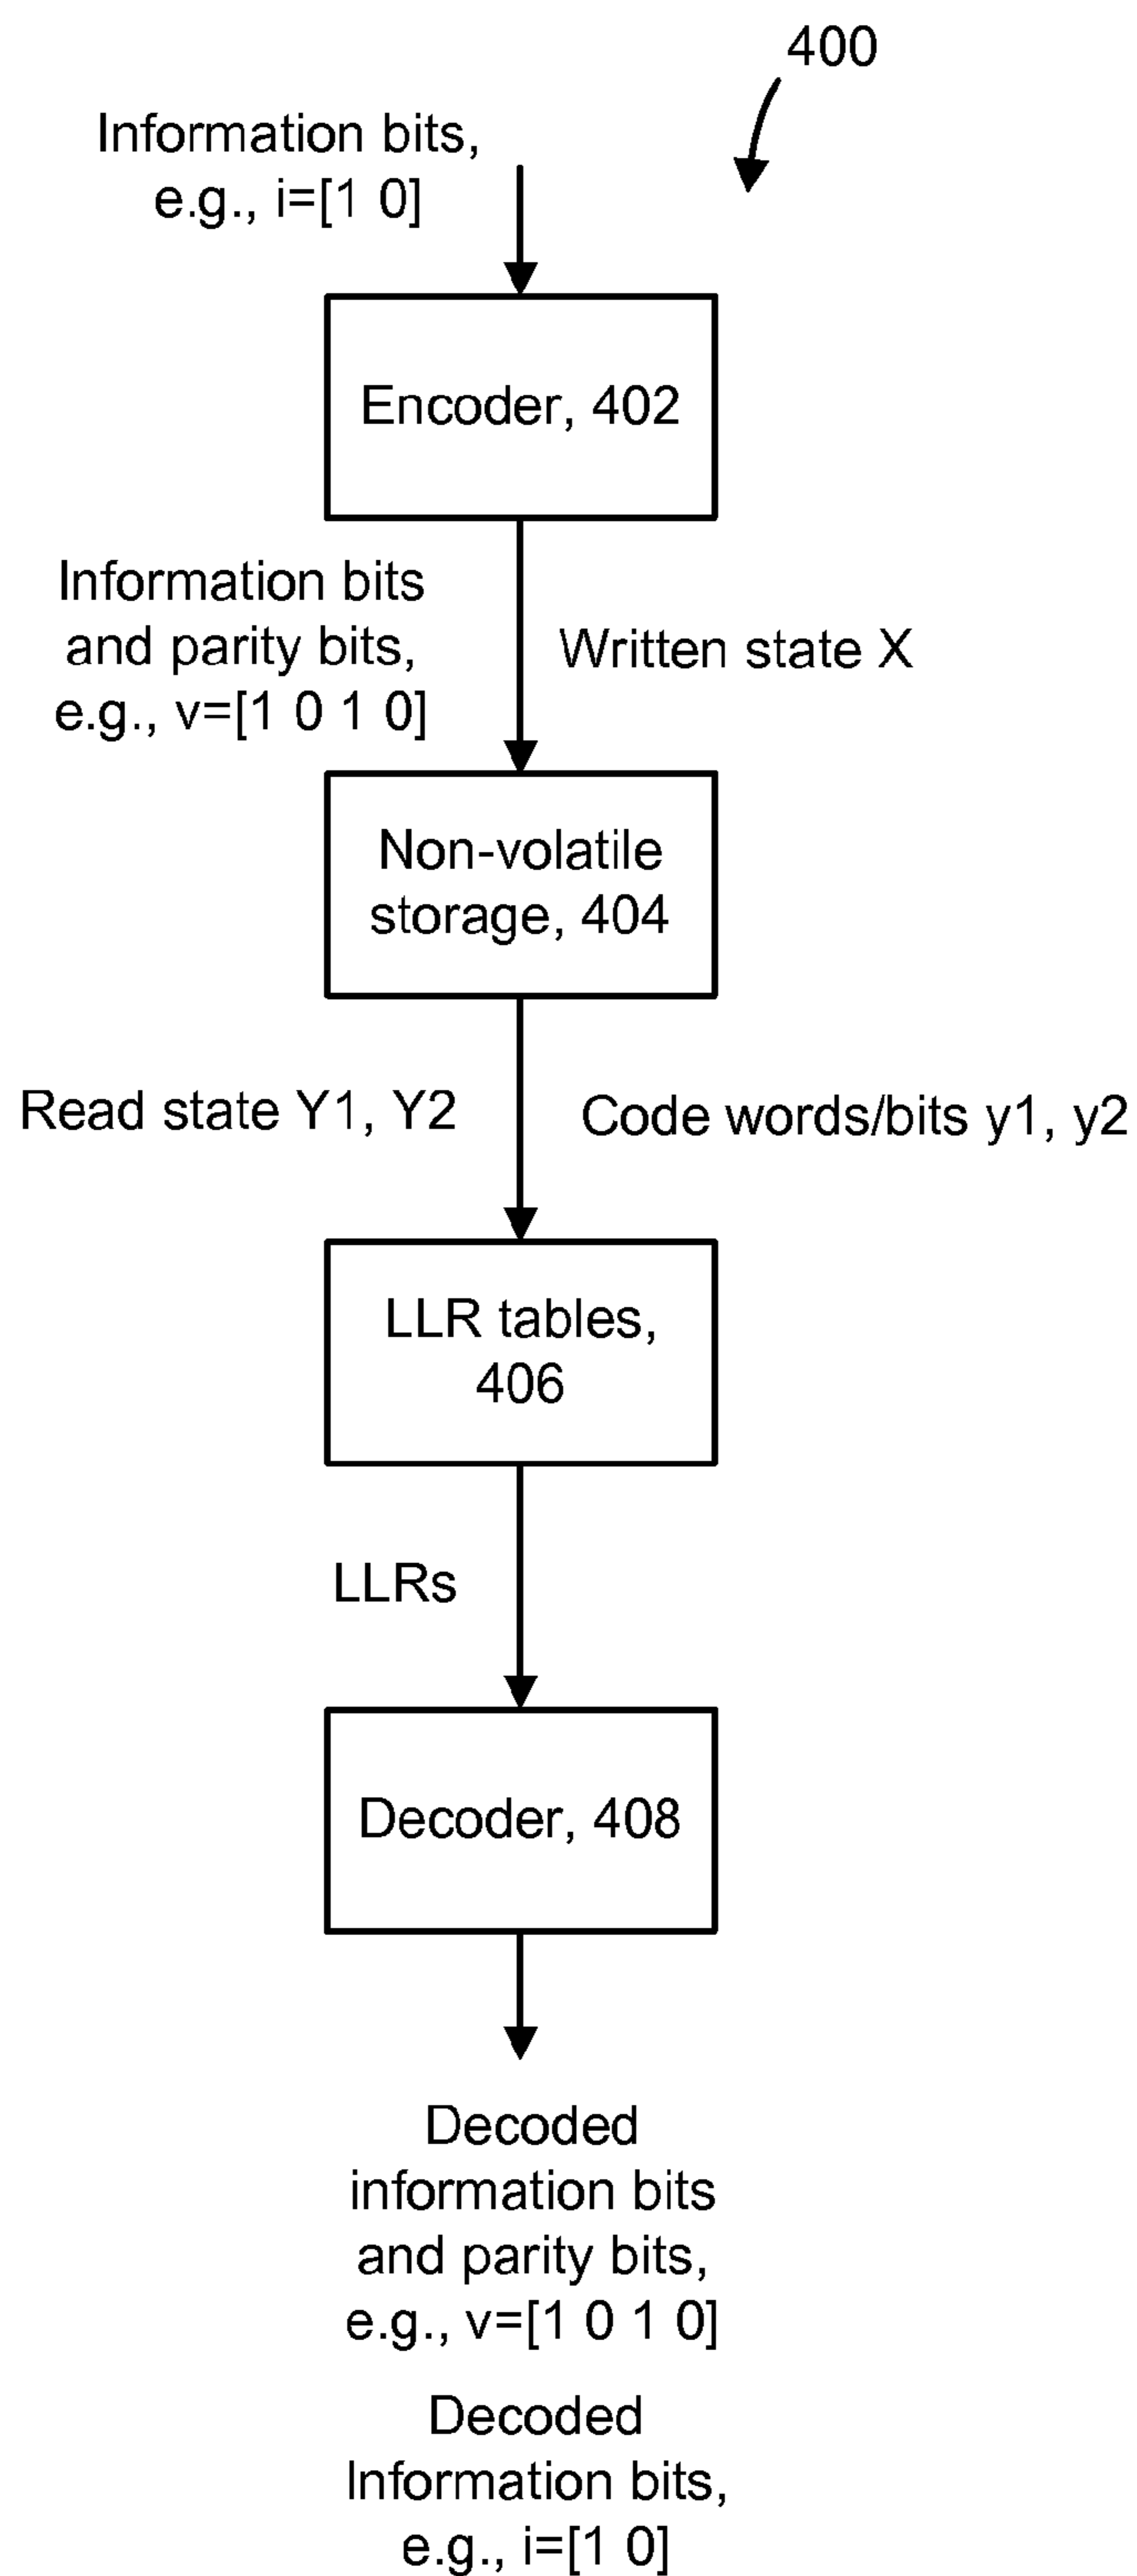 400
Information bits,
e.g., i=[1 0]
Encoder, 402
Information bits
and parity bits,
e.g., v=[1 0 1 0]
Written state X
Non-volatile
storage, 404
Read state Y1, Y2
Code words/bits y1, y2
LLR tables,
406
LLRs
Decoder, 408
Decoded
information bits
and parity bits,
e.g., v=[1 0 1 0]
Decoded
Information bits,
e.g., i=[1 0]